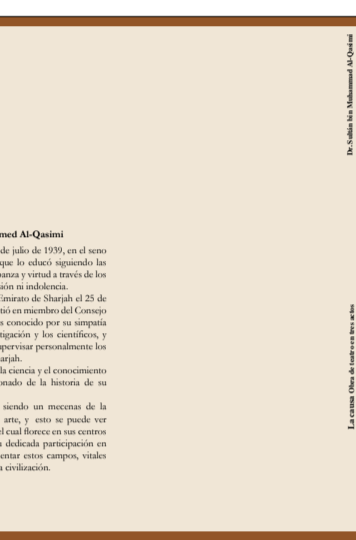 med Al-Qasimi
de julio de 1939, en el seno
que lo educó siguiendo las
anza y virtud a través de los
sión ni indolencia.
Emirato de Sharjah el 25 de
tió en miembro del Consejo
s conocido por su simpatía
tigación y los científicos, y
upervisar personalmente los
arjah.
la ciencia y el conocimiento
onado de la historia de su
siendo un mecenas de la
arte, y esto se puede ver
el cual florece en sus centros
n dedicada participación en
entar estos campos, vitales
a civilización.
Dr. Sultán bin Muhammad Al-Qasimi
La causa Obra de teatro en tres actos